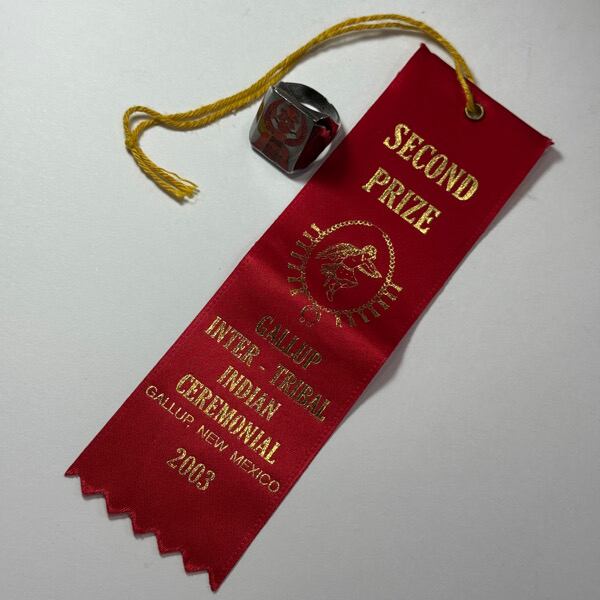 SECOND
PRIZE
GALLUP
INTER - TRIBAL
INDIAN
CEREMONIAL
GALLUP, NEW MEXICO
2003